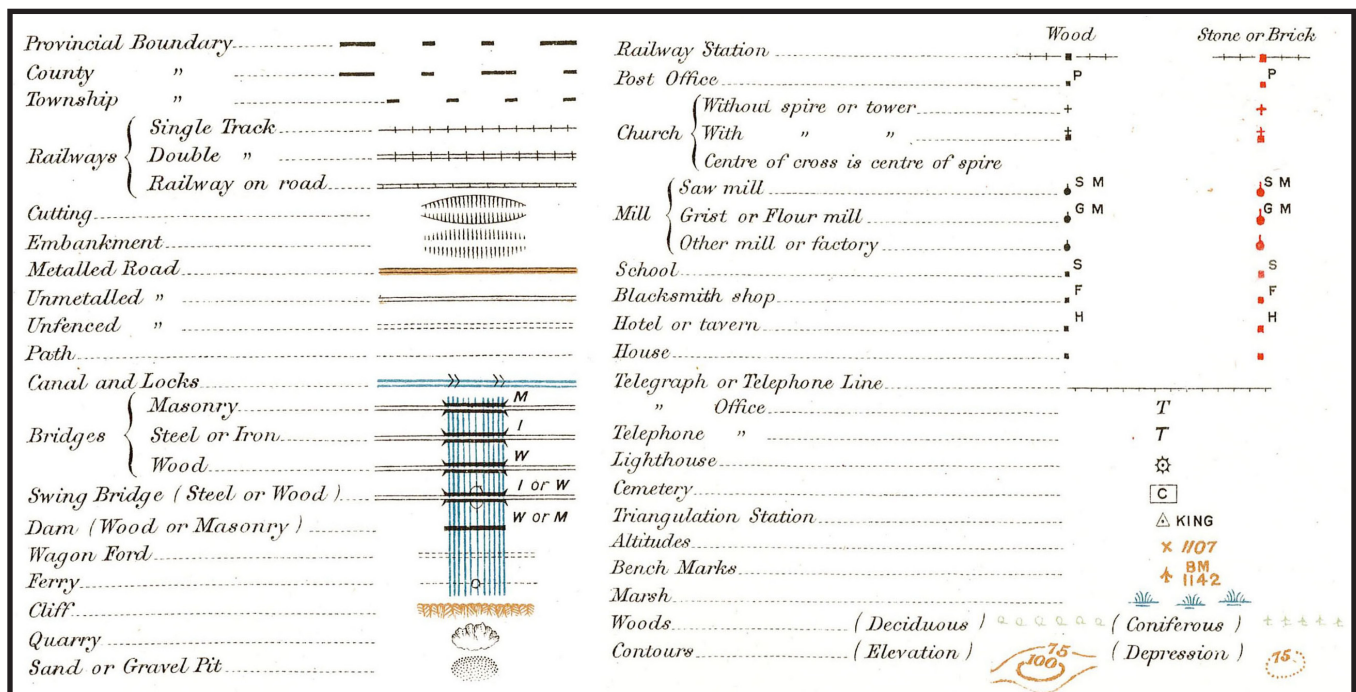 Provincial Boundary
County "
Township "
Railways
Single Track
Double "
Railway on road
Cutting
Embankment
Metalled Road
Unmetalled "
Unfenced "
Path
Canal and Locks
Bridges
Masonry M
Steel or Iron I
Wood W
Swing Bridge (Steel or Wood) I or W
Dam (Wood or Masonry) W or M
Wagon Ford
Ferry
Cliff
Quarry
Sand or Gravel Pit
Wood Stone or Brick
Railway Station
Post Office P P
Church
Without spire or tower
With " "
Centre of cross is centre of spire
Mill
Saw mill S M S M
Grist or Flour mill G M G M
Other mill or factory
School S S
Blacksmith shop F F
Hotel or tavern H H
House
Telegraph or Telephone Line
" Office T
Telephone " T
Lighthouse
Cemetery C
Triangulation Station KING
Altitudes 1107
Bench Marks BM 1142
Marsh
Woods (Deciduous) (Coniferous)
Contours (Elevation) 75 100 (Depression) 75